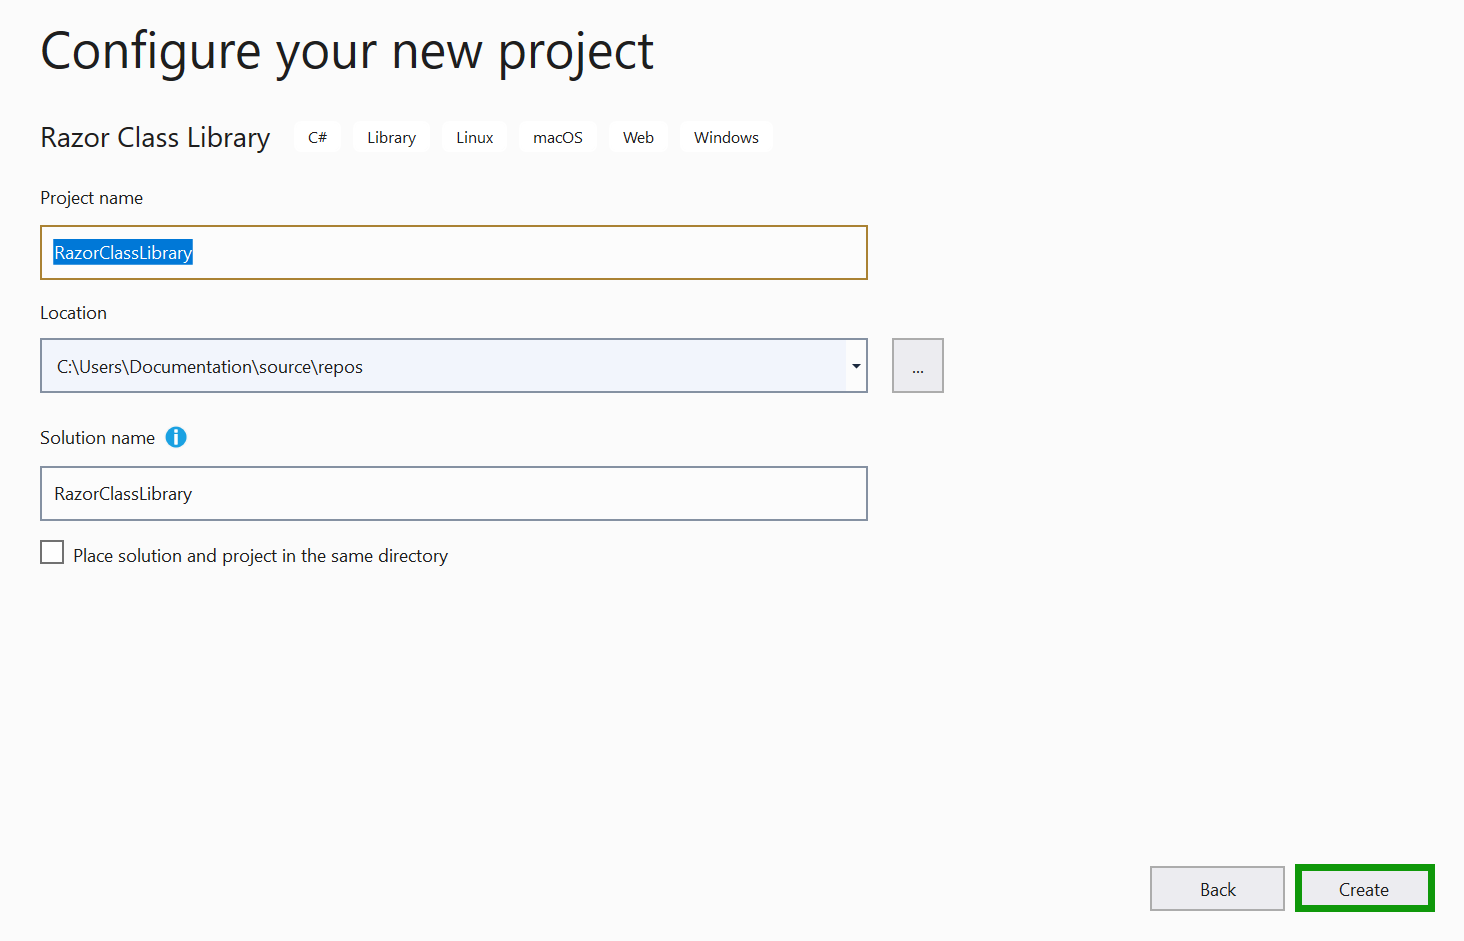 Configure your new project
Razor Class Library C# Library Linux macOS Web Windows
Project name
RazorClassLibrary
Location
C:\Users\Documentation\source\repos
...
Solution name
RazorClassLibrary
Place solution and project in the same directory
Back Create